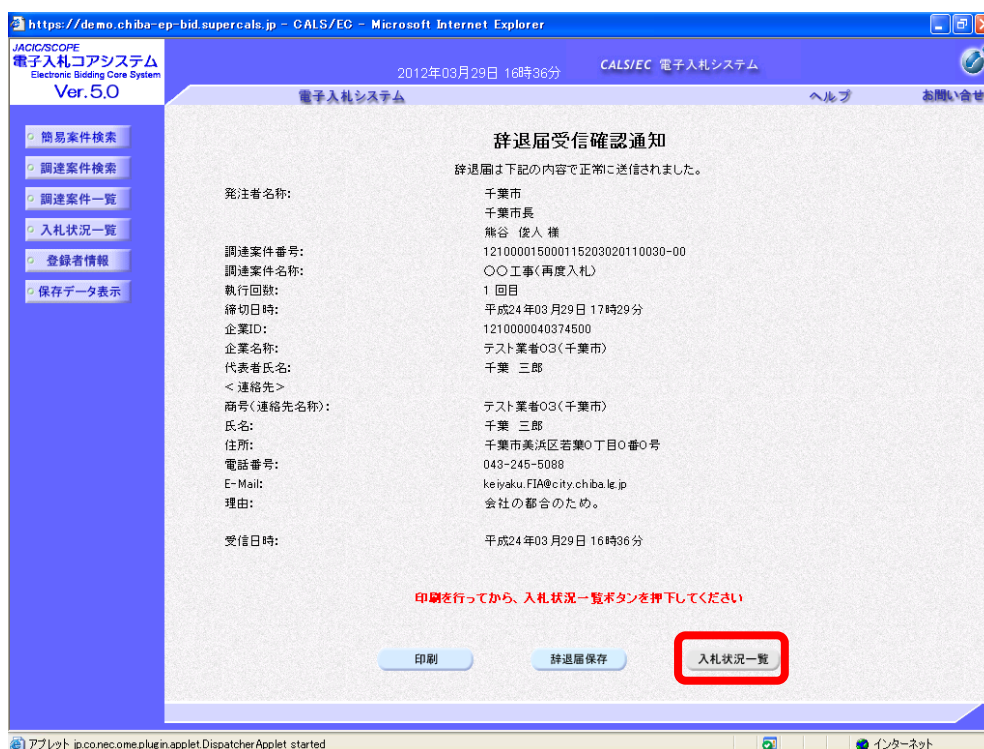 https://demo.chiba-ep-bid.supercals.jp - CALS/EC - Microsoft Internet Explorer
JACIC/SCOPE
電子入札コアシステム
Electronic Bidding Core System
Ver.5.0
2012年03月29日 16時36分
CALS/EC 電子入札システム
電子入札システム
ヘルプ
お問い合せ
簡易案件検索
調達案件検索
調達案件一覧
入札状況一覧
登録者情報
保存データ表示
辞退届受信確認通知
辞退届は下記の内容で正常に送信されました。
発注者名称: 千葉市
千葉市長
熊谷 俊人 様
調達案件番号: 1210000150001152030201​10030-00
調達案件名称: 〇〇工事(再度入札)
執行回数: 1 回目
締切日時: 平成24年03月29日 17時29分
企業ID: 1210000040374500
企業名称: テスト業者03(千葉市)
代表者氏名: 千葉 三郎
<連絡先>
商号(連絡先名称): テスト業者03(千葉市)
氏名: 千葉 三郎
住所: 千葉市美浜区若葉0丁目0番0号
電話番号: 043-245-5088
E-Mail: keiyaku.FIA@city.chiba.lg.jp
理由: 会社の都合のため。
受信日時: 平成24年03月29日 16時36分
印刷を行ってから、入札状況一覧ボタンを押下してください
印刷
辞退届保存
入札状況一覧
アプレット jp.co.nec.ome.plugin.applet.DispatcherApplet started
インターネット